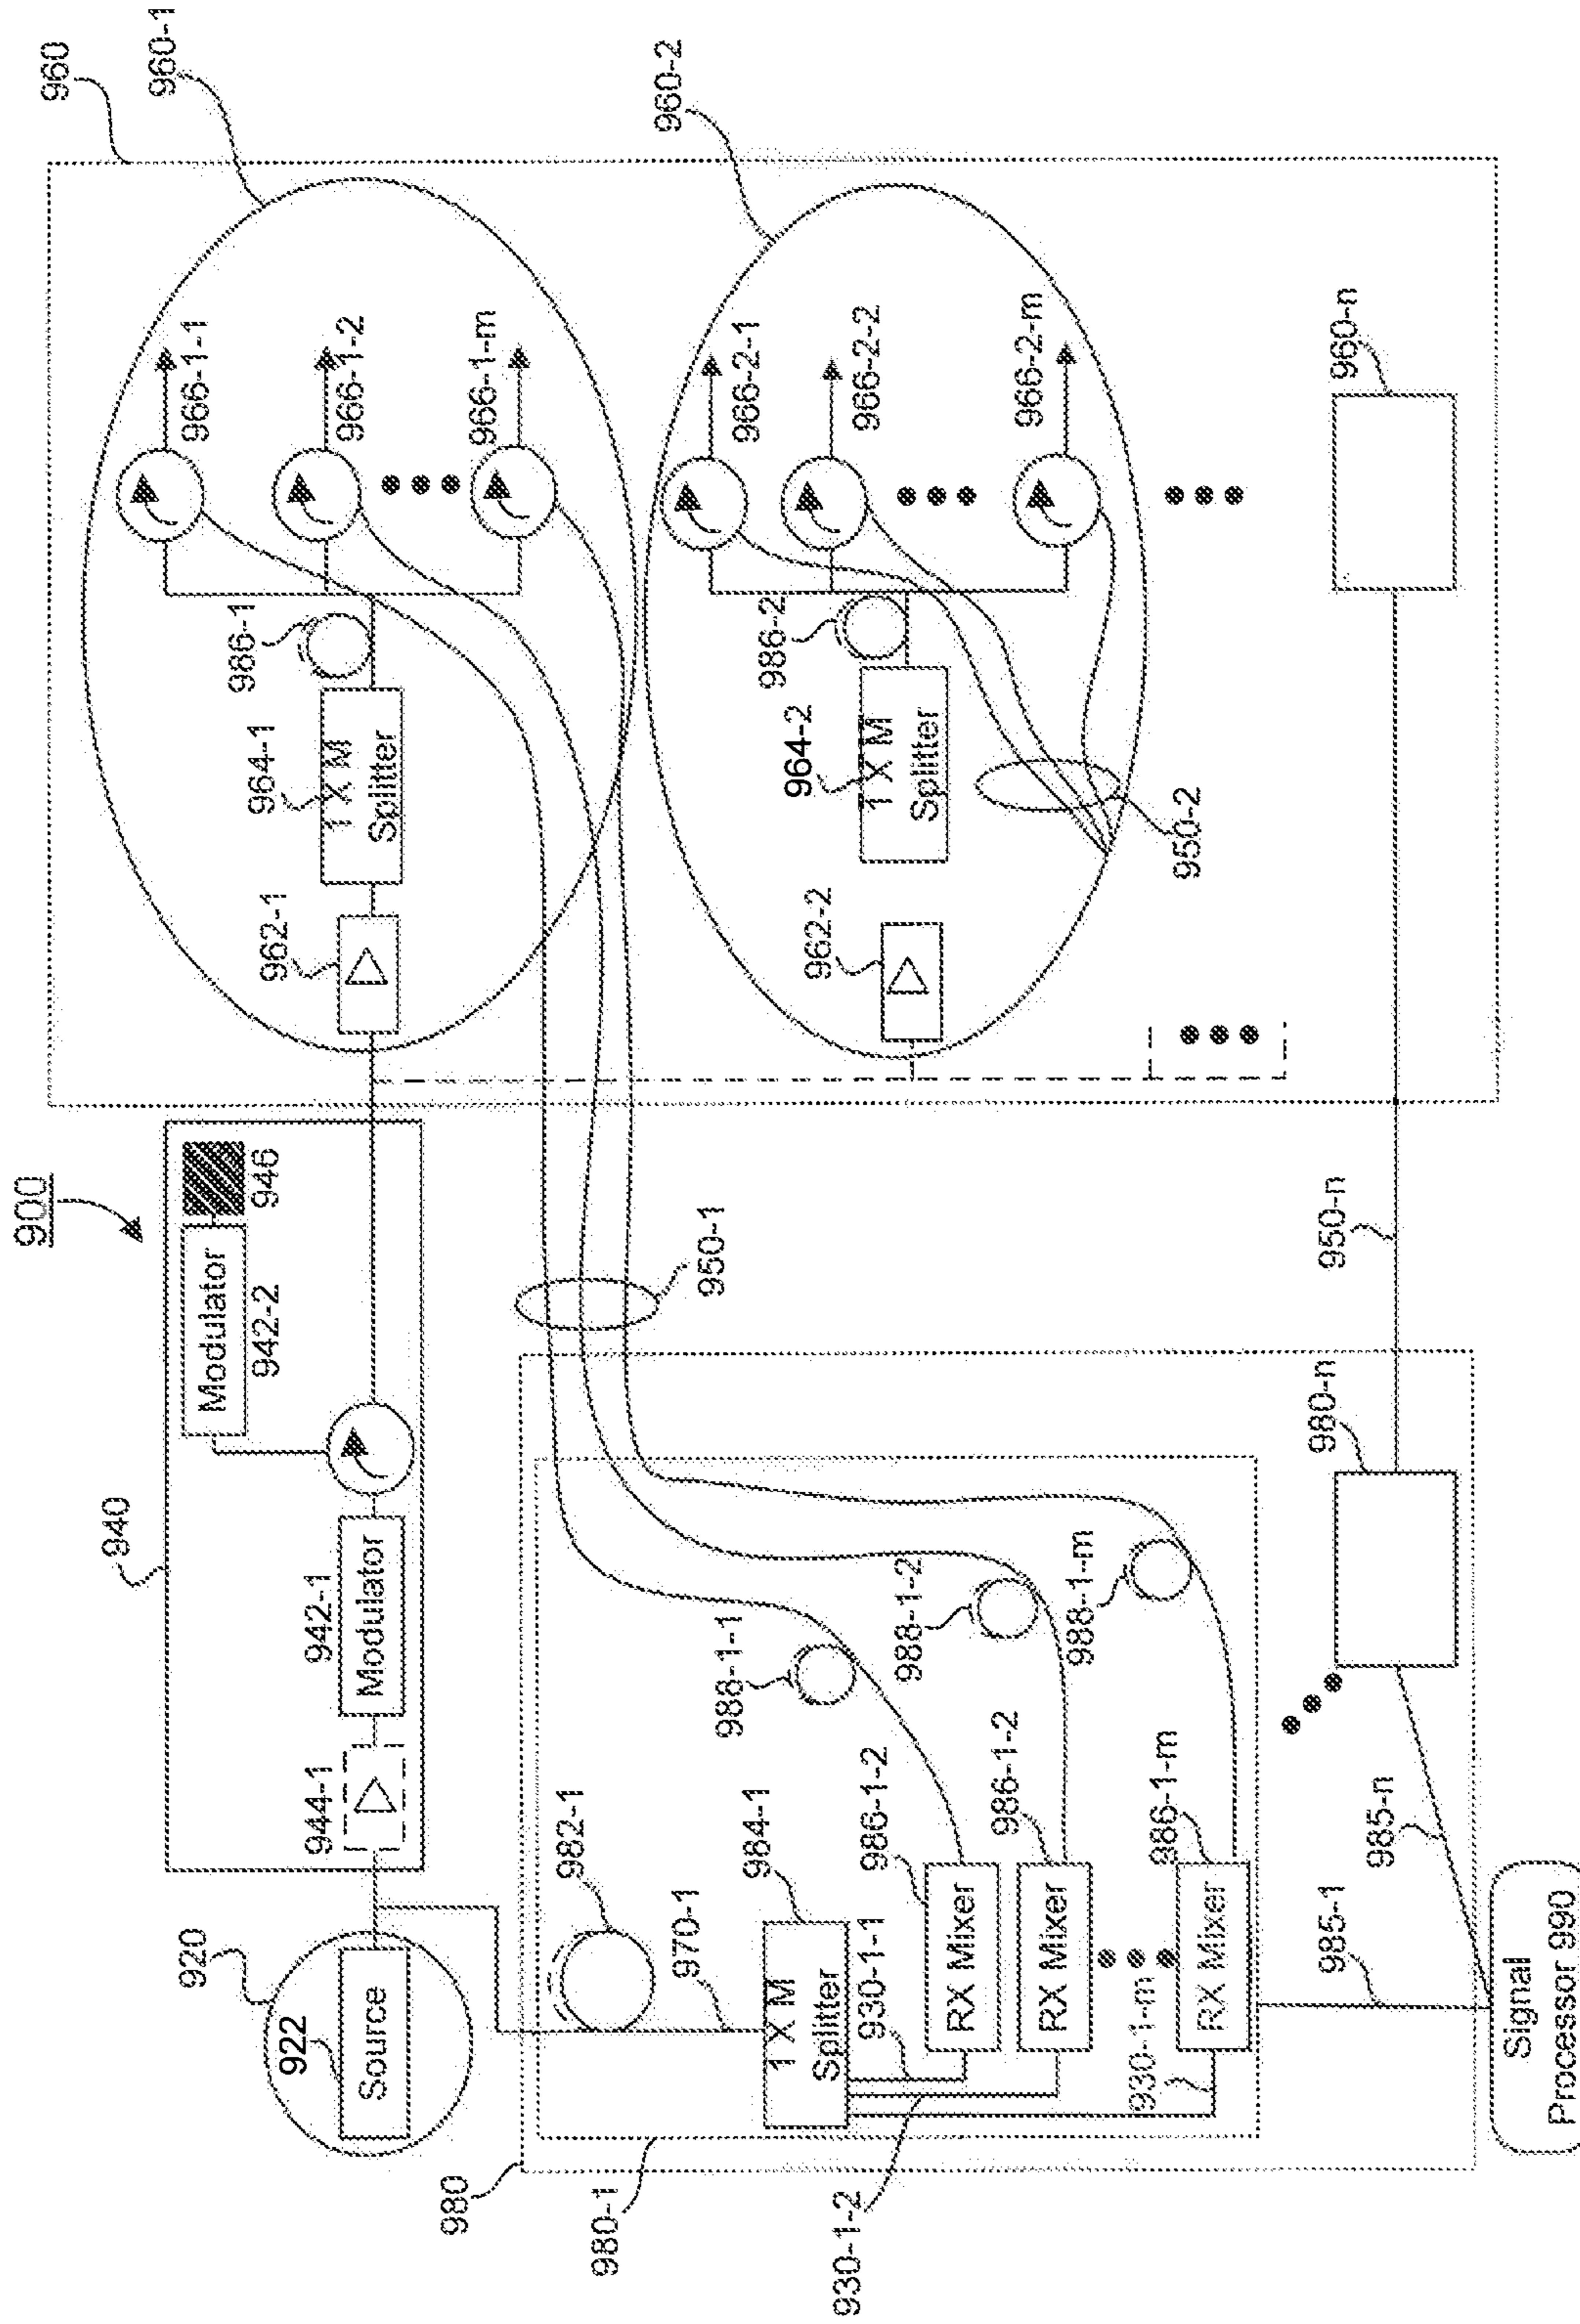 900
920
922
Source
940
944-1
942-1
Modulator
Modulator
942-2
946
960
960-1
962-1
964-1
1 X M
Splitter
986-1
966-1-1
966-1-2
966-1-m
960-2
962-2
964-2
1 X M
Splitter
986-2
966-2-1
966-2-2
966-2-m
950-2
960-n
950-1
950-n
980
980-1
982-1
970-1
984-1
1 X M
Splitter
930-1-1
930-1-2
930-1-m
986-1-2
RX Mixer
986-1-2
RX Mixer
986-1-m
RX Mixer
988-1-1
988-1-2
988-1-m
980-n
985-1
985-n
Signal
Processor 990